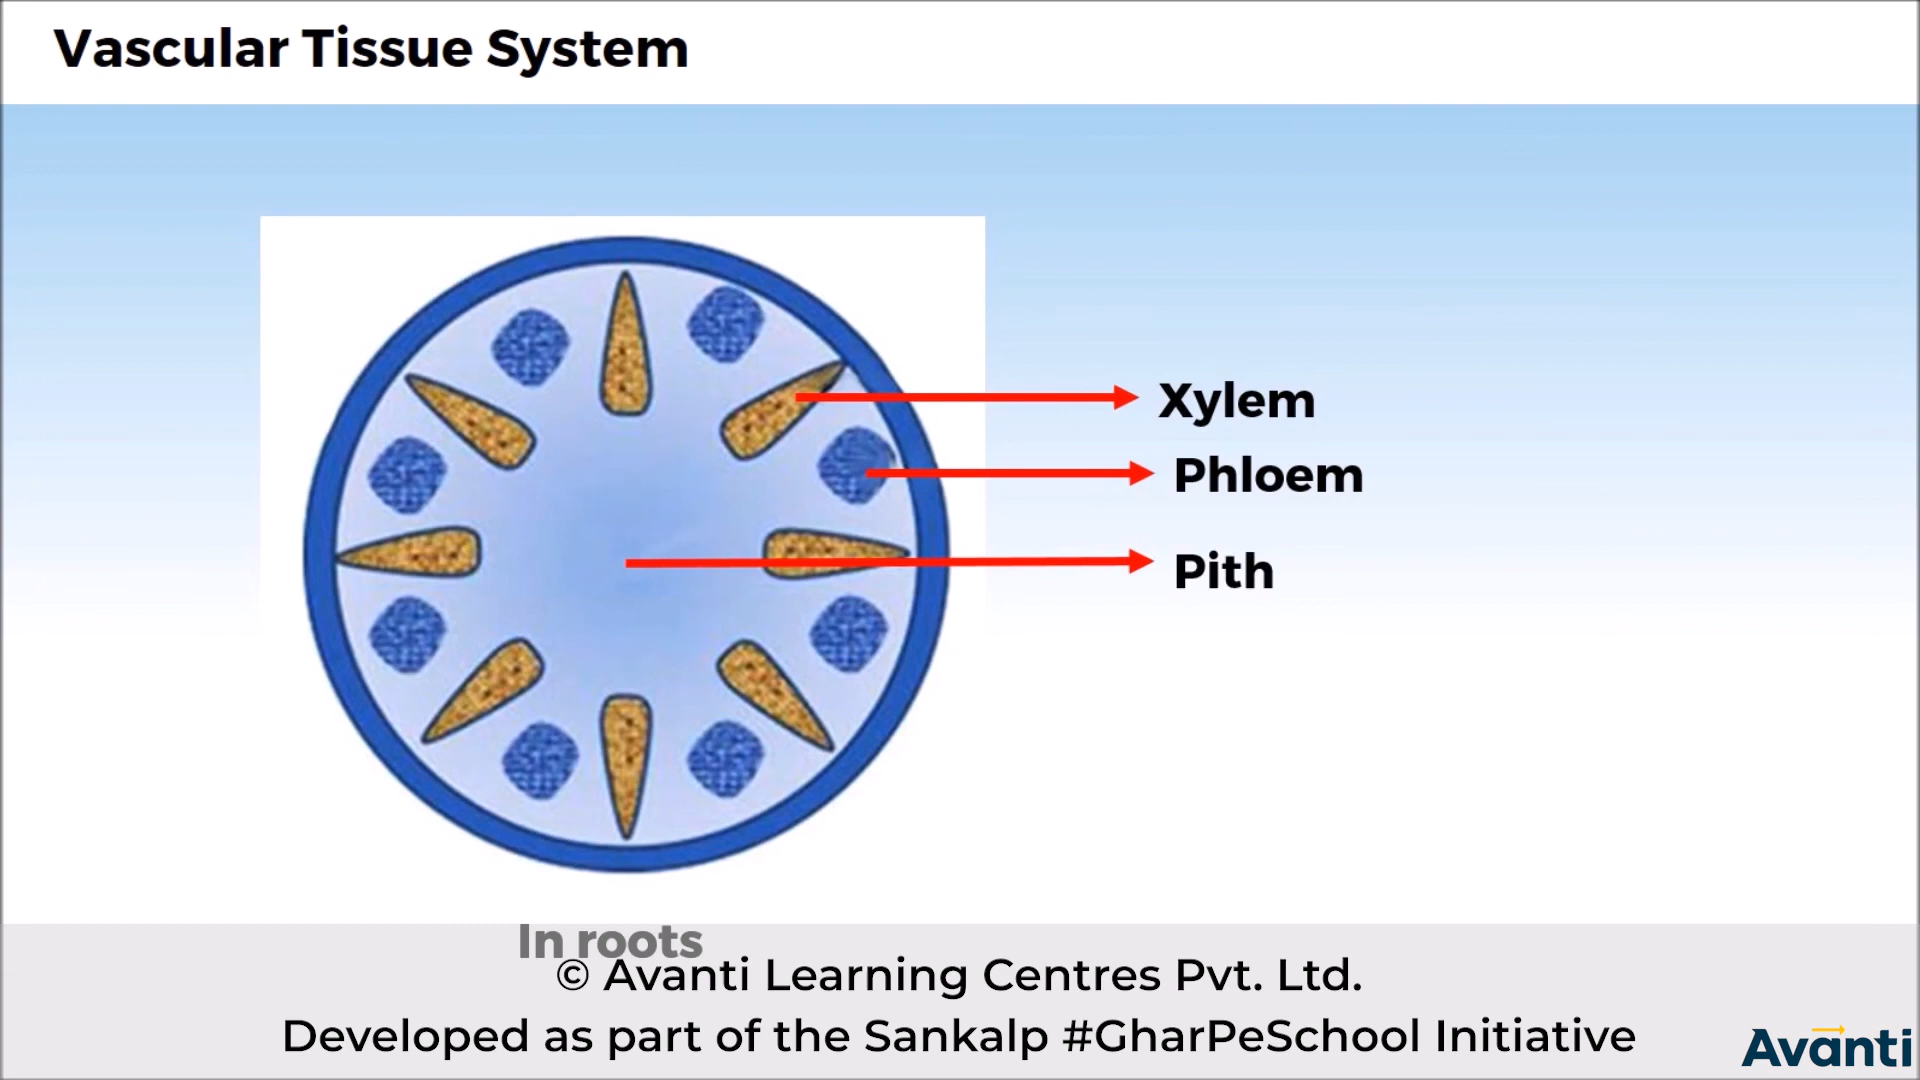 Vascular Tissue System
Xylem
Phloem
Pith
In roots
© Avanti Learning Centres Pvt. Ltd.
Developed as part of the Sankalp #GharPeSchool Initiative
Avanti